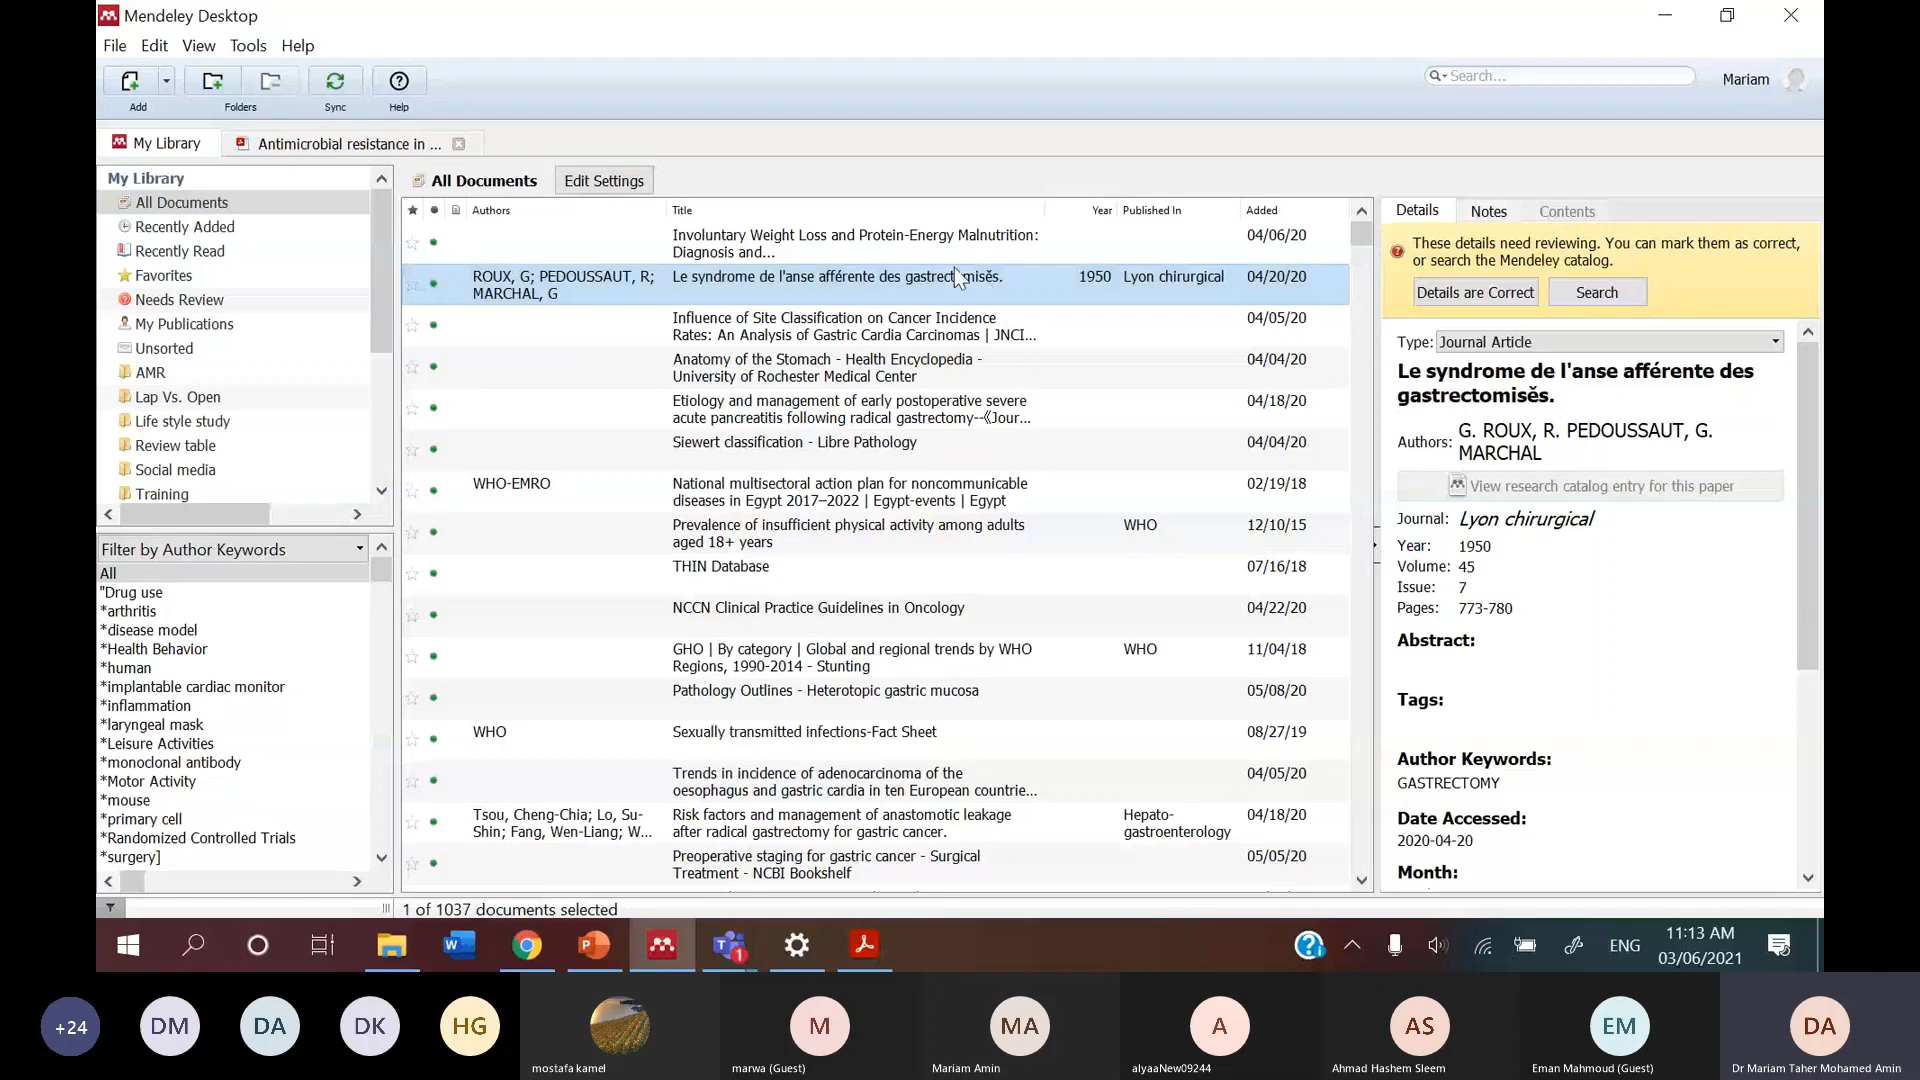 Mendeley Desktop
File Edit View Tools Help
Add Folders Sync Help
Search...
Mariam
My Library
Antimicrobial resistance in ...
My Library
All Documents
Recently Added
Recently Read
Favorites
Needs Review
My Publications
Unsorted
AMR
Lap Vs. Open
Life style study
Review table
Social media
Training
Filter by Author Keywords
All
"Drug use
*arthritis
*disease model
*Health Behavior
*human
*implantable cardiac monitor
*inflammation
*laryngeal mask
*Leisure Activities
*monoclonal antibody
*Motor Activity
*mouse
*primary cell
*Randomized Controlled Trials
*surgery]
All Documents Edit Settings
Authors Title Year Published In Added
Involuntary Weight Loss and Protein-Energy Malnutrition: 04/06/20
Diagnosis and...
ROUX, G; PEDOUSSAUT, R; Le syndrome de l'anse afférente des gastrectomisěs. 1950 Lyon chirurgical 04/20/20
MARCHAL, G
Influence of Site Classification on Cancer Incidence 04/05/20
Rates: An Analysis of Gastric Cardia Carcinomas | JNCI...
Anatomy of the Stomach - Health Encyclopedia - 04/04/20
University of Rochester Medical Center
Etiology and management of early postoperative severe 04/18/20
acute pancreatitis following radical gastrectomy--《Jour...
Siewert classification - Libre Pathology 04/04/20
WHO-EMRO National multisectoral action plan for noncommunicable 02/19/18
diseases in Egypt 2017–2022 | Egypt-events | Egypt
Prevalence of insufficient physical activity among adults WHO 12/10/15
aged 18+ years
THIN Database 07/16/18
NCCN Clinical Practice Guidelines in Oncology 04/22/20
GHO | By category | Global and regional trends by WHO WHO 11/04/18
Regions, 1990-2014 - Stunting
Pathology Outlines - Heterotopic gastric mucosa 05/08/20
WHO Sexually transmitted infections-Fact Sheet 08/27/19
Trends in incidence of adenocarcinoma of the 04/05/20
oesophagus and gastric cardia in ten European countrie...
Tsou, Cheng-Chia; Lo, Su- Risk factors and management of anastomotic leakage Hepato- 04/18/20
Shin; Fang, Wen-Liang; W... after radical gastrectomy for gastric cancer. gastroenterology
Preoperative staging for gastric cancer - Surgical 05/05/20
Treatment - NCBI Bookshelf
1 of 1037 documents selected
Details Notes Contents
These details need reviewing. You can mark them as correct,
or search the Mendeley catalog.
Details are Correct Search
Type: Journal Article
Le syndrome de l'anse afférente des
gastrectomisěs.
Authors: G. ROUX, R. PEDOUSSAUT, G.
MARCHAL
View research catalog entry for this paper
Journal: Lyon chirurgical
Year: 1950
Volume: 45
Issue: 7
Pages: 773-780
Abstract:
Tags:
Author Keywords:
GASTRECTOMY
Date Accessed:
2020-04-20
Month:
ENG
11:13 AM
03/06/2021
+24 DM DA DK HG M MA A AS EM DA
mostafa kamel marwa (Guest) Mariam Amin alyaaNew09244 Ahmad Hashem Sleem Eman Mahmoud (Guest) Dr Mariam Taher Mohamed Amin